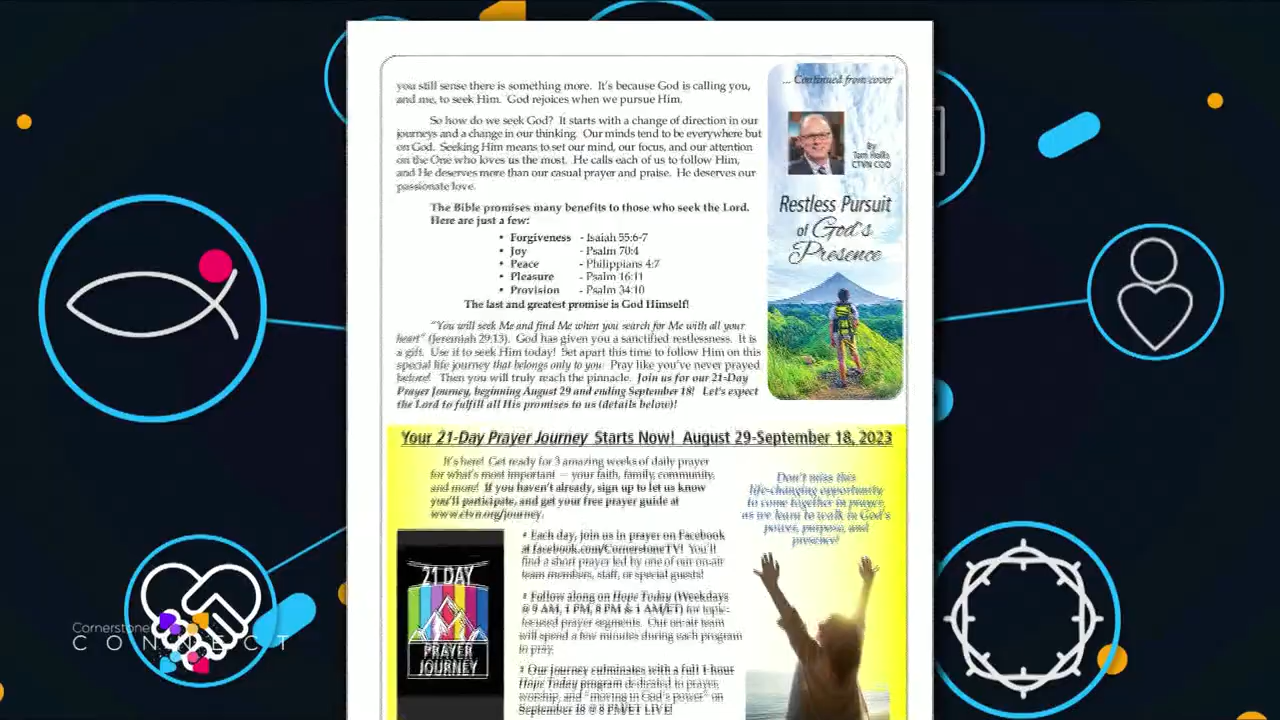 you still sense there is something more. It's because God is calling you,
and me, to seek Him. God rejoices when we pursue Him.
So how do we seek God? It starts with a change of direction in our
journeys and a change in our thinking. Our minds tend to be everywhere but
on God. Seeking Him means to set our mind, our focus, and our attention
on the One who loves us the most. He calls each of us to follow Him,
and He deserves more than our casual prayer and praise. He deserves our
passionate love.
The Bible promises many benefits to those who seek the Lord.
Here are just a few:
• Forgiveness - Isaiah 55:6-7
• Joy - Psalm 70:4
• Peace - Philippians 4:7
• Pleasure - Psalm 16:11
• Provision - Psalm 34:10
The last and greatest promise is God Himself!
"You will seek Me and find Me when you search for Me with all your
heart" (Jeremiah 29:13). God has given you a sanctified restlessness. It is
a gift. Use it to seek Him today! Set apart this time to follow Him on this
special life journey that belongs only to you. Pray like you've never prayed
before! Then you will truly reach the pinnacle. Join us for our 21-Day
Prayer Journey, beginning August 29 and ending September 18! Let's expect
the Lord to fulfill all His promises to us (details below)!
... Continued from cover
By
Tom Hollis
CTVN COO
Restless Pursuit
of God's
Presence
Your 21-Day Prayer Journey Starts Now! August 29-September 18, 2023
It's here! Get ready for 3 amazing weeks of daily prayer
for what's most important — your faith, family, community,
and more! If you haven't already, sign up to let us know
you'll participate, and get your free prayer guide at
www.ctvn.org/journey.
Don't miss this
life-changing opportunity
to come together in prayer,
as we learn to walk in God's
power, purpose, and
presence!
21 DAY
PRAYER
JOURNEY
• Each day, join us in prayer on Facebook
at facebook.com/CornerstoneTV! You'll
find a short prayer led by one of our on-air
team members, staff, or special guests!
• Follow along on Hope Today (Weekdays
@ 9 AM, 1 PM, 8 PM & 1 AM/ET) for topic-
focused prayer segments. Our on-air team
will spend a few minutes during each program
to pray.
• Our journey culminates with a full 1-hour
Hope Today program dedicated to prayer,
worship, and "moving in God's power" on
September 18 @ 8 PM/ET LIVE!
Cornerstone
CONNECT